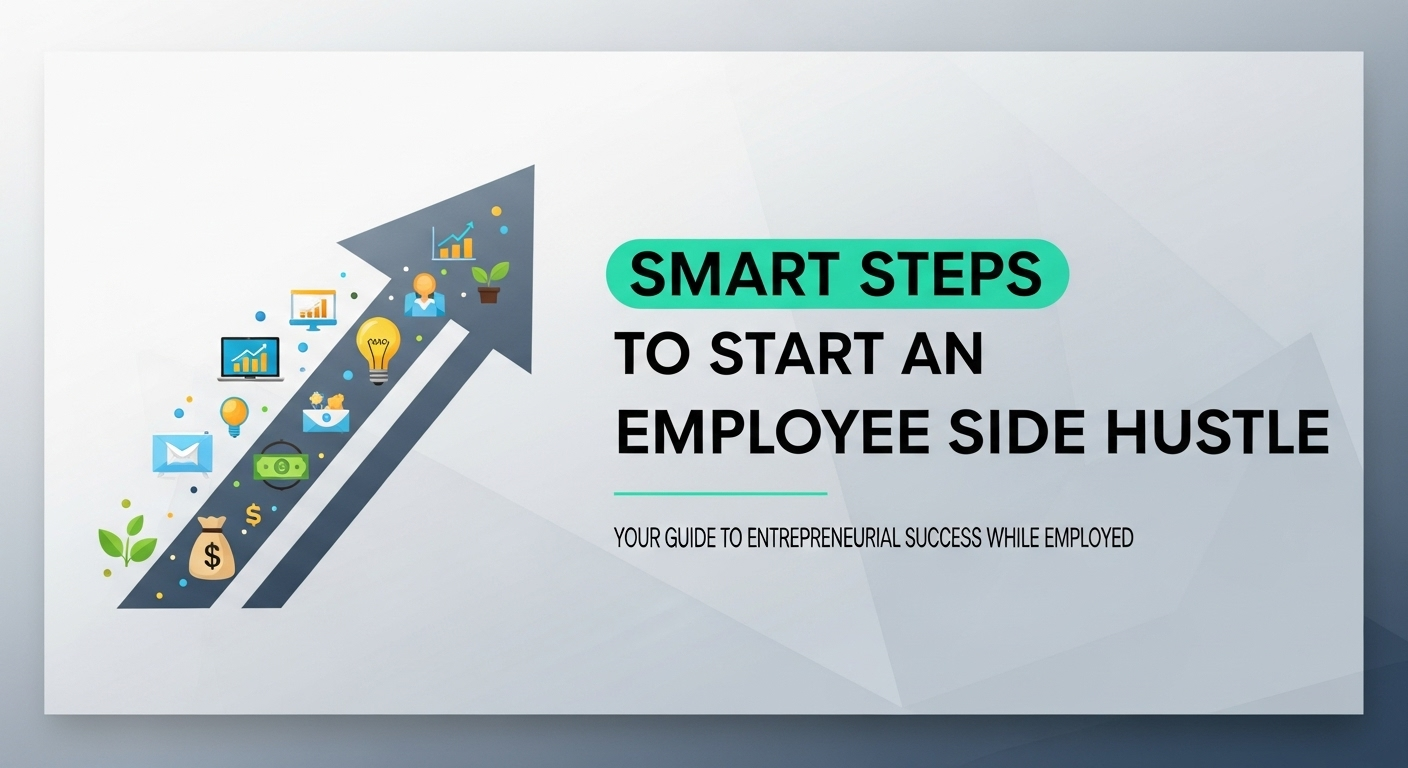 SMART STEPS
TO START AN
EMPLOYEE SIDE HUSTLE
YOUR GUIDE TO ENTREPRENEURIAL SUCCESS WHILE EMPLOYED
$
$